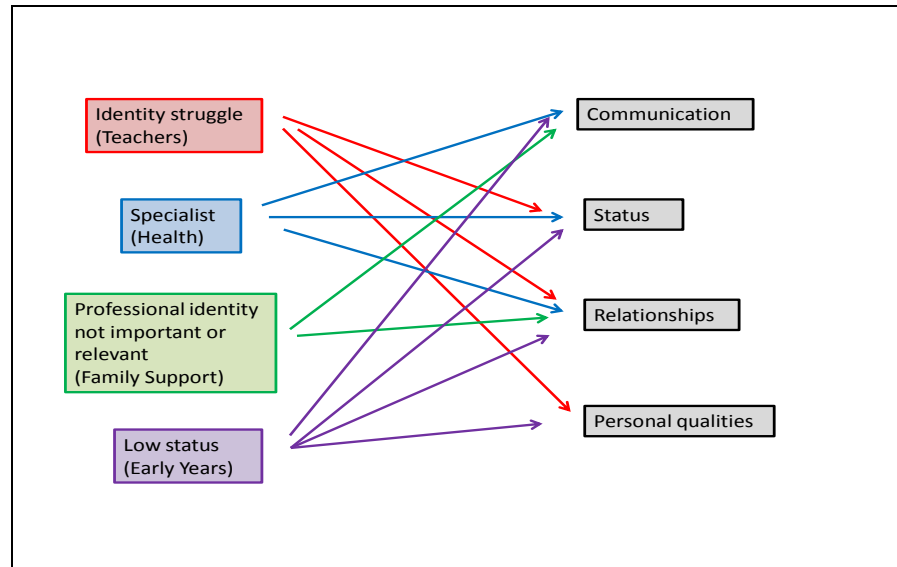 Identity struggle
(Teachers)
Specialist
(Health)
Professional identity
not important or
relevant
(Family Support)
Low status
(Early Years)
Communication
Status
Relationships
Personal qualities